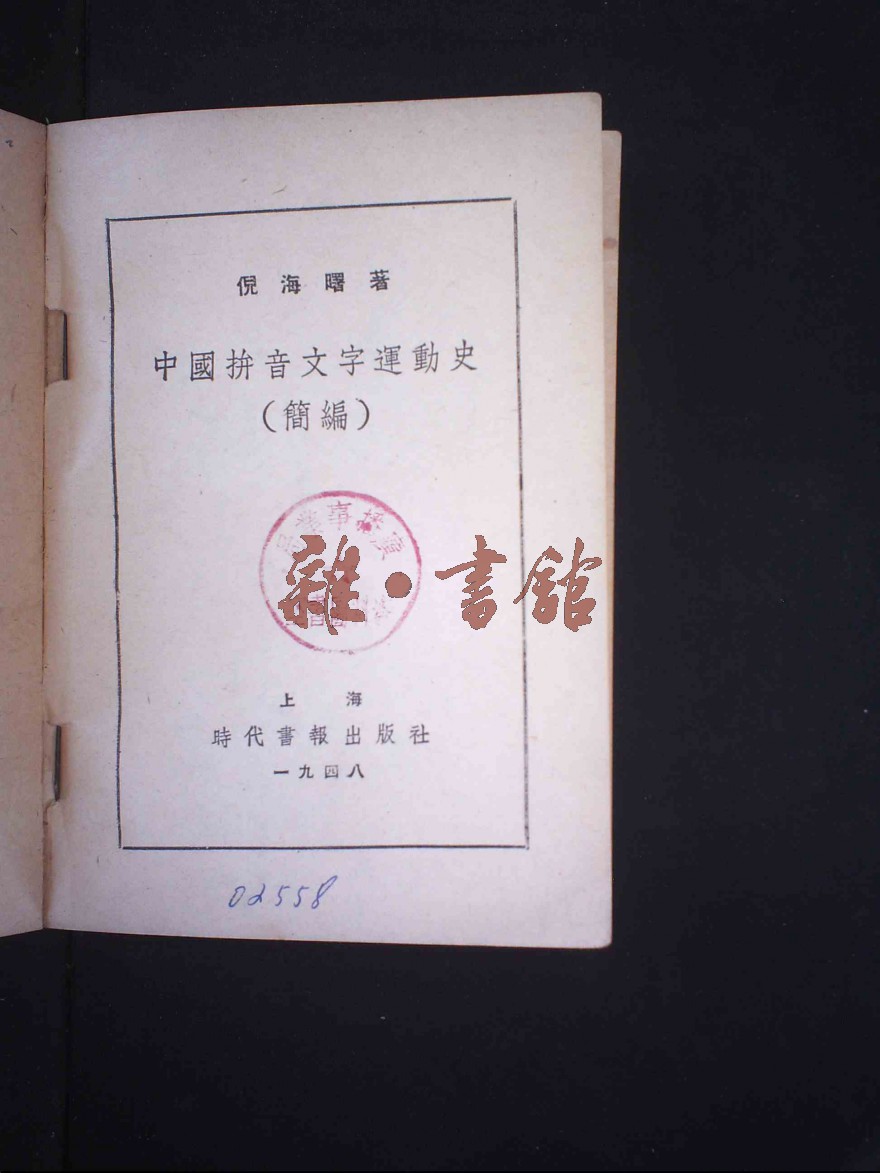 倪海曙著
中國拚音文字運動史
（簡編）
雜·書館
上海
時代書報出版社
一九四八
02558